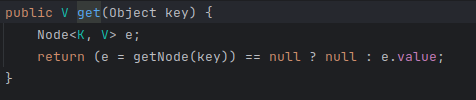 public V get(Object key) {
    Node<K, V> e;
    return (e = getNode(key)) == null ? null : e.value;
}